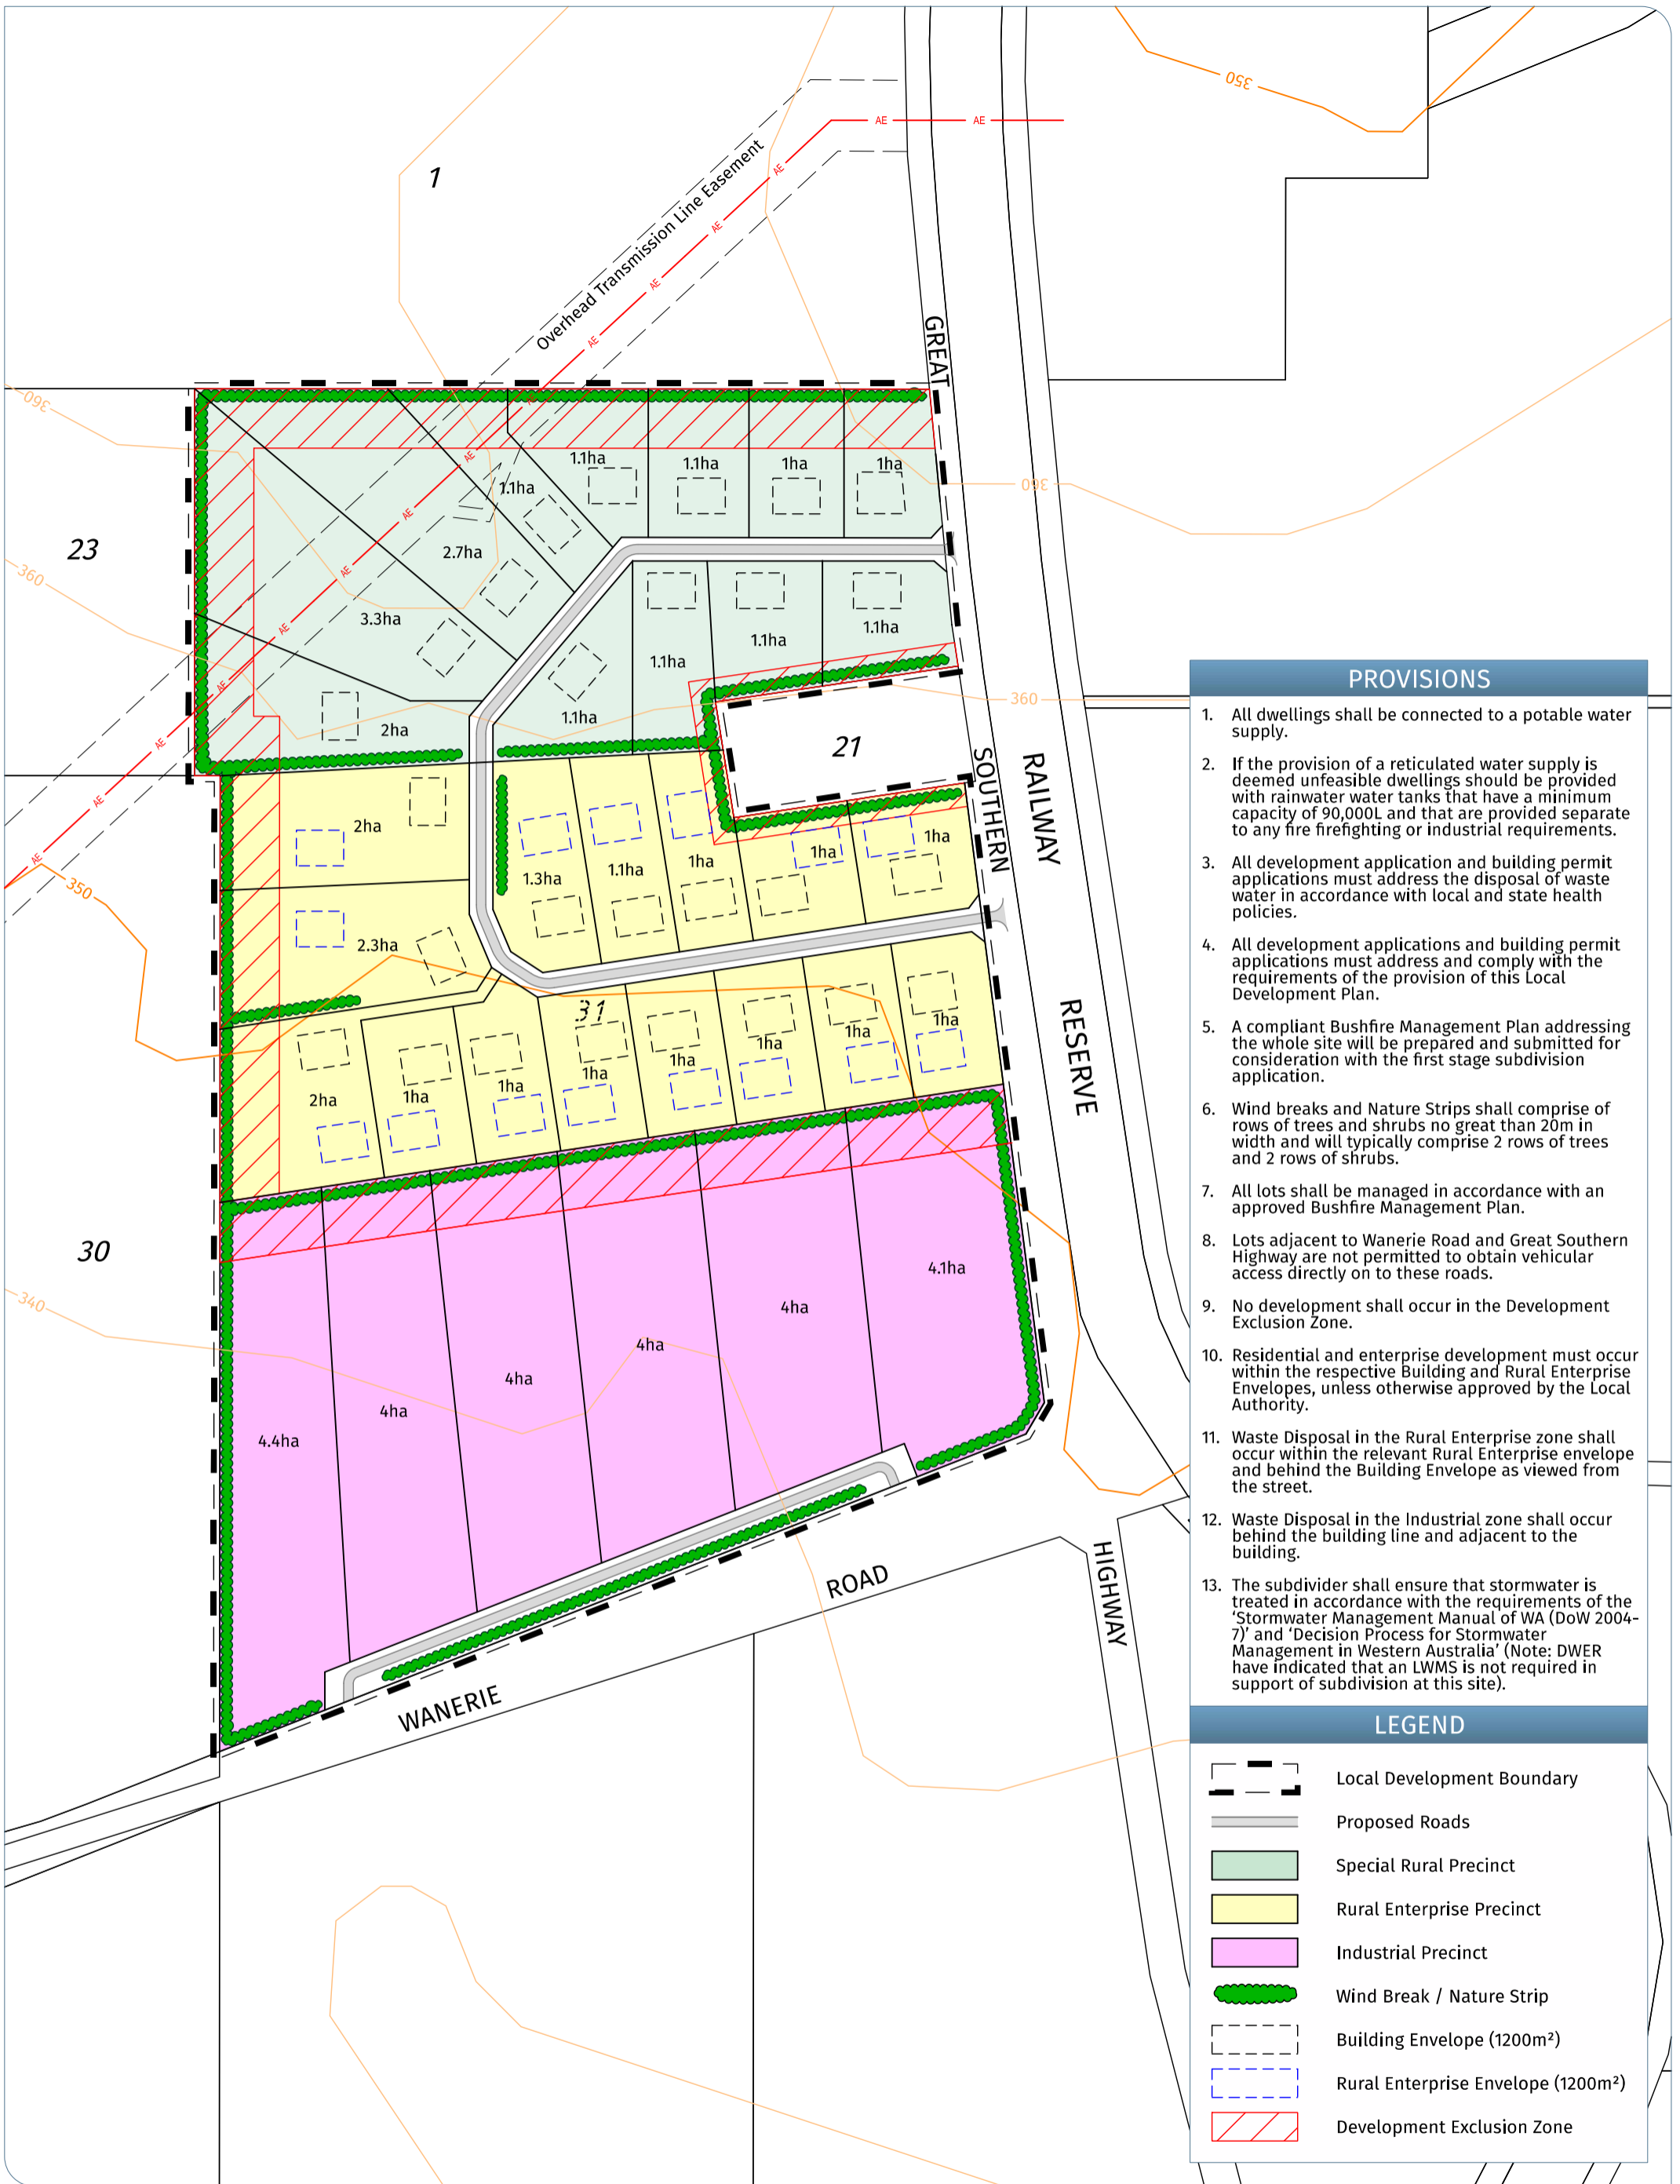 350
AE
AE
AE
1
AE
Overhead Transmission Line Easement
AE
AE
GREAT
360
AE
1.1ha
1.1ha
1ha
1ha
AE
1.1ha
360
AE
23
2.7ha
360
AE
3.3ha
1.1ha
1.1ha
AE
1.1ha
AE
360
1.1ha
2ha
AE
21
SOUTHERN
RAILWAY
AE
2ha
1ha
AE
1ha
1ha
1.1ha
1.3ha
350
2.3ha
31
RESERVE
1ha
1ha
1ha
1ha
1ha
1ha
1ha
2ha
30
4.1ha
340
4ha
4ha
4ha
4ha
4.4ha
ROAD
HIGHWAY
WANERIE
PROVISIONS
1. All dwellings shall be connected to a potable water
supply.
2. If the provision of a reticulated water supply is
deemed unfeasible dwellings should be provided
with rainwater water tanks that have a minimum
capacity of 90,000L and that are provided separate
to any fire firefighting or industrial requirements.
3. All development application and building permit
applications must address the disposal of waste
water in accordance with local and state health
policies.
4. All development applications and building permit
applications must address and comply with the
requirements of the provision of this Local
Development Plan.
5. A compliant Bushfire Management Plan addressing
the whole site will be prepared and submitted for
consideration with the first stage subdivision
application.
6. Wind breaks and Nature Strips shall comprise of
rows of trees and shrubs no great than 20m in
width and will typically comprise 2 rows of trees
and 2 rows of shrubs.
7. All lots shall be managed in accordance with an
approved Bushfire Management Plan.
8. Lots adjacent to Wanerie Road and Great Southern
Highway are not permitted to obtain vehicular
access directly on to these roads.
9. No development shall occur in the Development
Exclusion Zone.
10. Residential and enterprise development must occur
within the respective Building and Rural Enterprise
Envelopes, unless otherwise approved by the Local
Authority.
11. Waste Disposal in the Rural Enterprise zone shall
occur within the relevant Rural Enterprise envelope
and behind the Building Envelope as viewed from
the street.
12. Waste Disposal in the Industrial zone shall occur
behind the building line and adjacent to the
building.
13. The subdivider shall ensure that stormwater is
treated in accordance with the requirements of the
‘Stormwater Management Manual of WA (DoW 2004-
7)’ and ‘Decision Process for Stormwater
Management in Western Australia’ (Note: DWER
have indicated that an LWMS is not required in
support of subdivision at this site).
LEGEND
Local Development Boundary
Proposed Roads
Special Rural Precinct
Rural Enterprise Precinct
Industrial Precinct
Wind Break / Nature Strip
Building Envelope (1200m²)
Rural Enterprise Envelope (1200m²)
Development Exclusion Zone